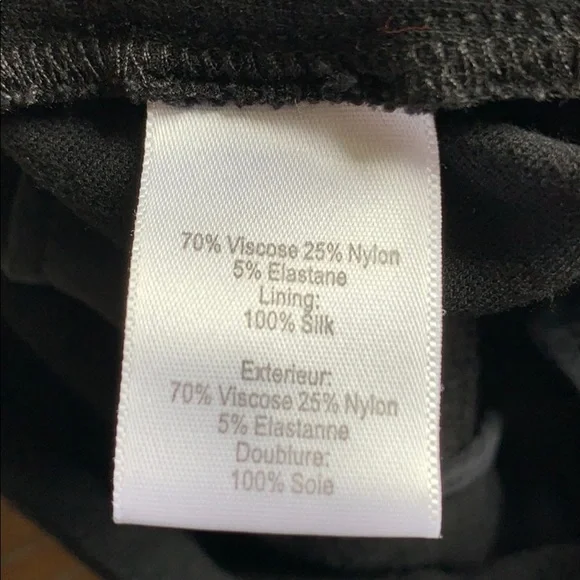 70% Viscose 25% Nylon
5% Elastane
Lining:
100% Silk
Exterieur:
70% Viscose 25% Nylon
5% Elastanne
Doublure:
100% Soie